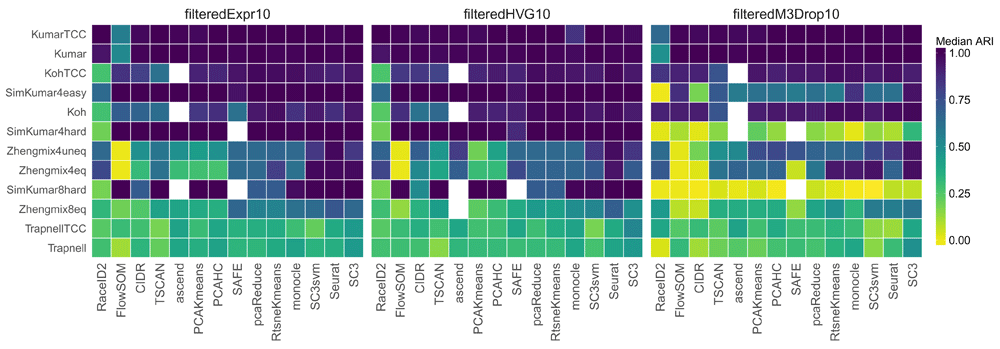 filteredExpr10 filteredHVG10 filteredM3Drop10
Median ARI
KumarTCC
Kumar
KohTCC
SimKumar4easy
Koh
SimKumar4hard
Zhengmix4uneq
Zhengmix4eq
SimKumar8hard
Zhengmix8eq
TrapnellTCC
Trapnell
1.00
0.75
0.50
0.25
0.00
RaceID2 FlowSOM CIDR TSCAN ascend PCAKmeans PCAHC SAFE pcaReduce RtsneKmeans monocle SC3svm Seurat SC3
RaceID2 FlowSOM CIDR TSCAN ascend PCAKmeans PCAHC SAFE pcaReduce RtsneKmeans monocle SC3svm Seurat SC3
RaceID2 FlowSOM CIDR TSCAN ascend PCAKmeans PCAHC SAFE pcaReduce RtsneKmeans monocle SC3svm Seurat SC3